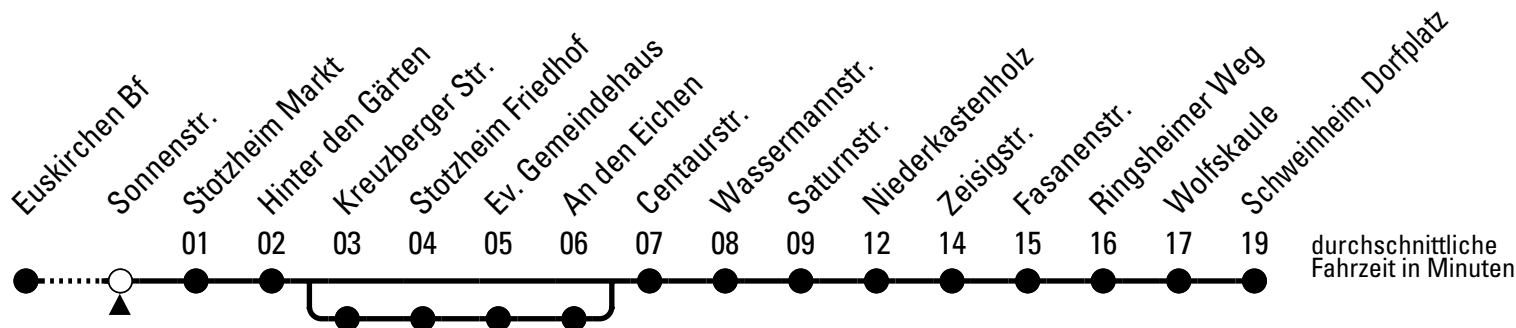 Euskirchen Bf
Sonnenstr.
Stotzheim Markt
Hinter den Gärten
Kreuzberger Str.
Stotzheim Friedhof
Ev. Gemeindehaus
An den Eichen
Centaurstr.
Wassermannstr.
Saturnstr.
Niederkastenholz
Zeisigstr.
Fasanenstr.
Ringsheimer Weg
Wolfskaule
Schweinheim, Dorfplatz
01 02 03 04 05 06 07 08 09 12 14 15 16 17 19
durchschnittliche
Fahrzeit in Minuten